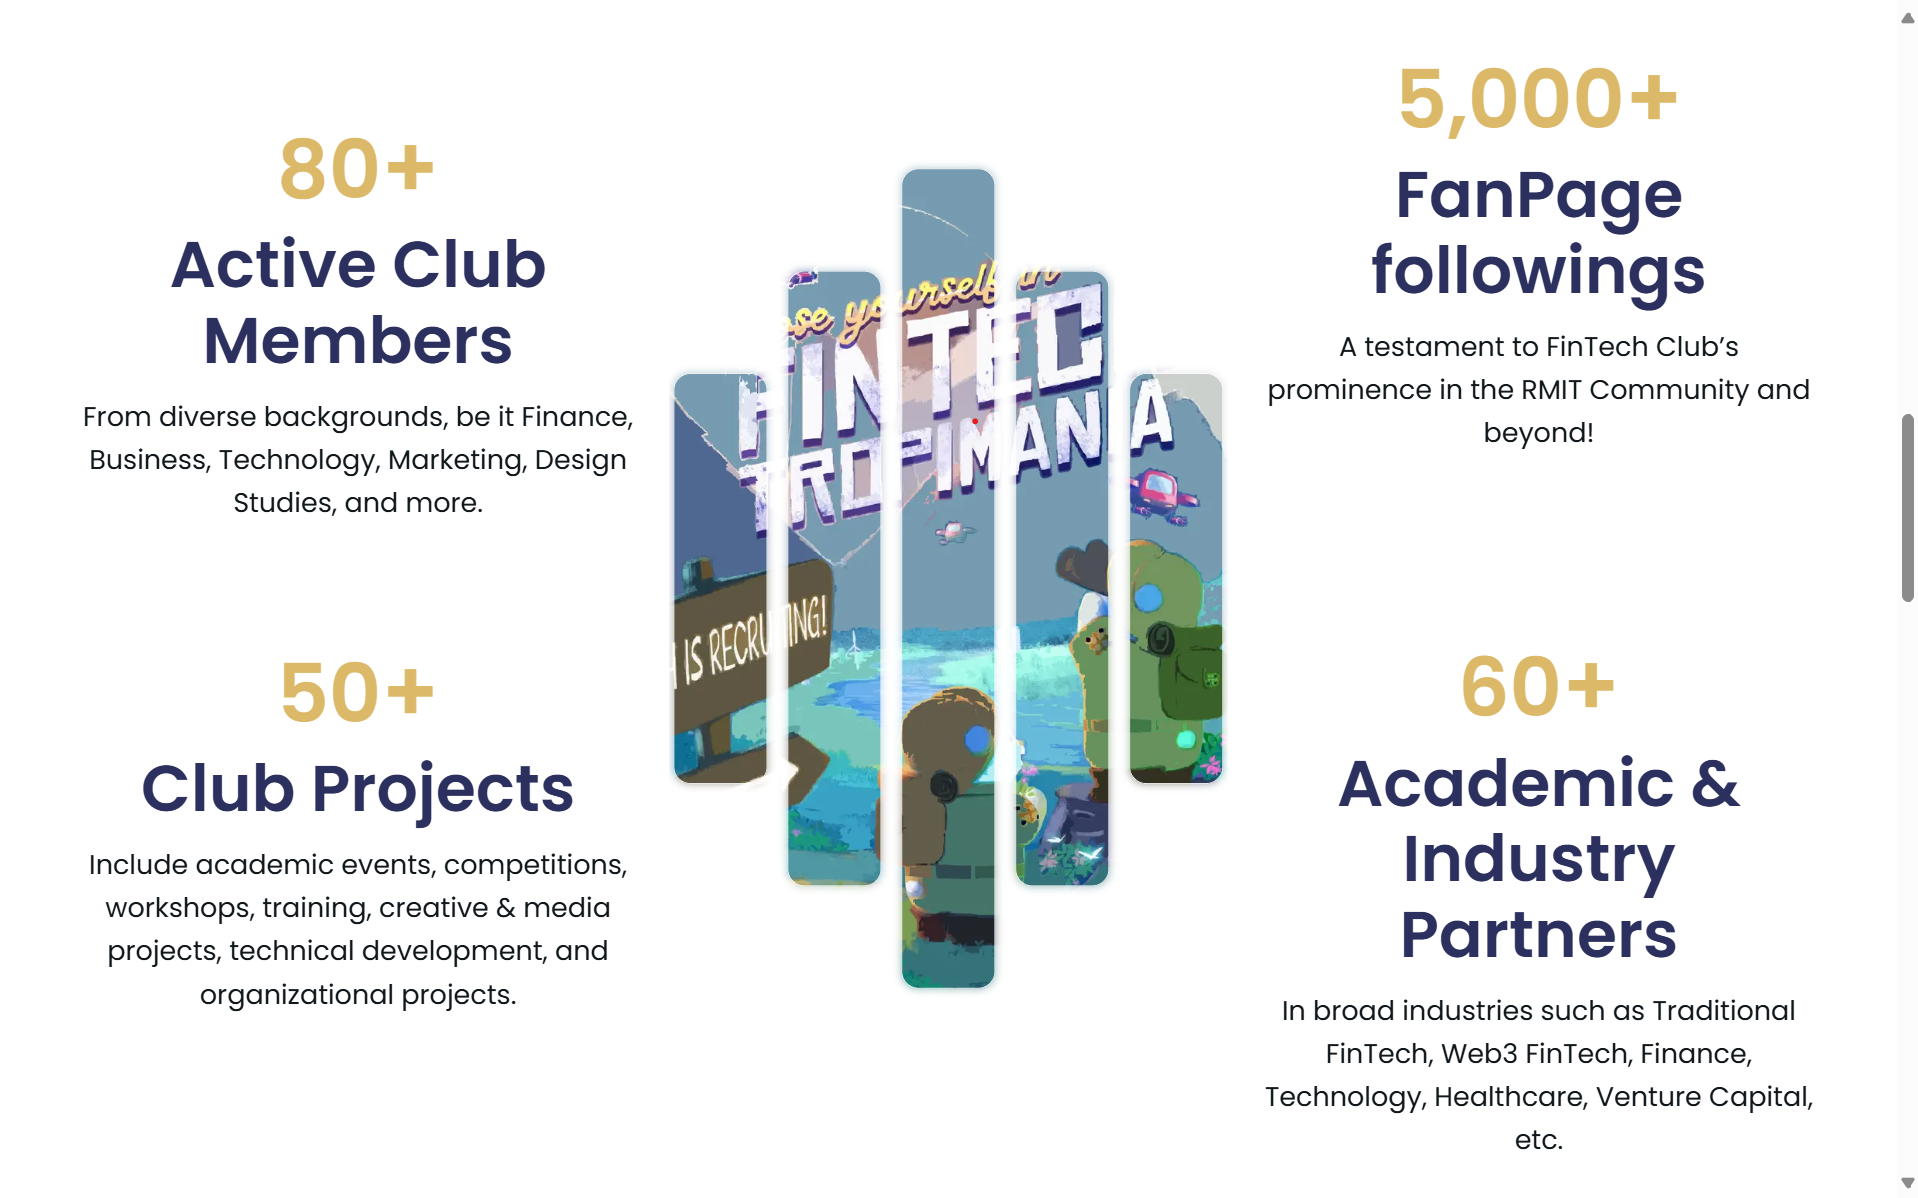 80+
Active Club
Members
From diverse backgrounds, be it Finance,
Business, Technology, Marketing, Design
Studies, and more.
50+
Club Projects
Include academic events, competitions,
workshops, training, creative & media
projects, technical development, and
organizational projects.
yourself in
FINTEC
TROPIMANIA
IS RECRUITING!
5,000+
FanPage
followings
A testament to FinTech Club’s
prominence in the RMIT Community and
beyond!
60+
Academic &
Industry
Partners
In broad industries such as Traditional
FinTech, Web3 FinTech, Finance,
Technology, Healthcare, Venture Capital,
etc.